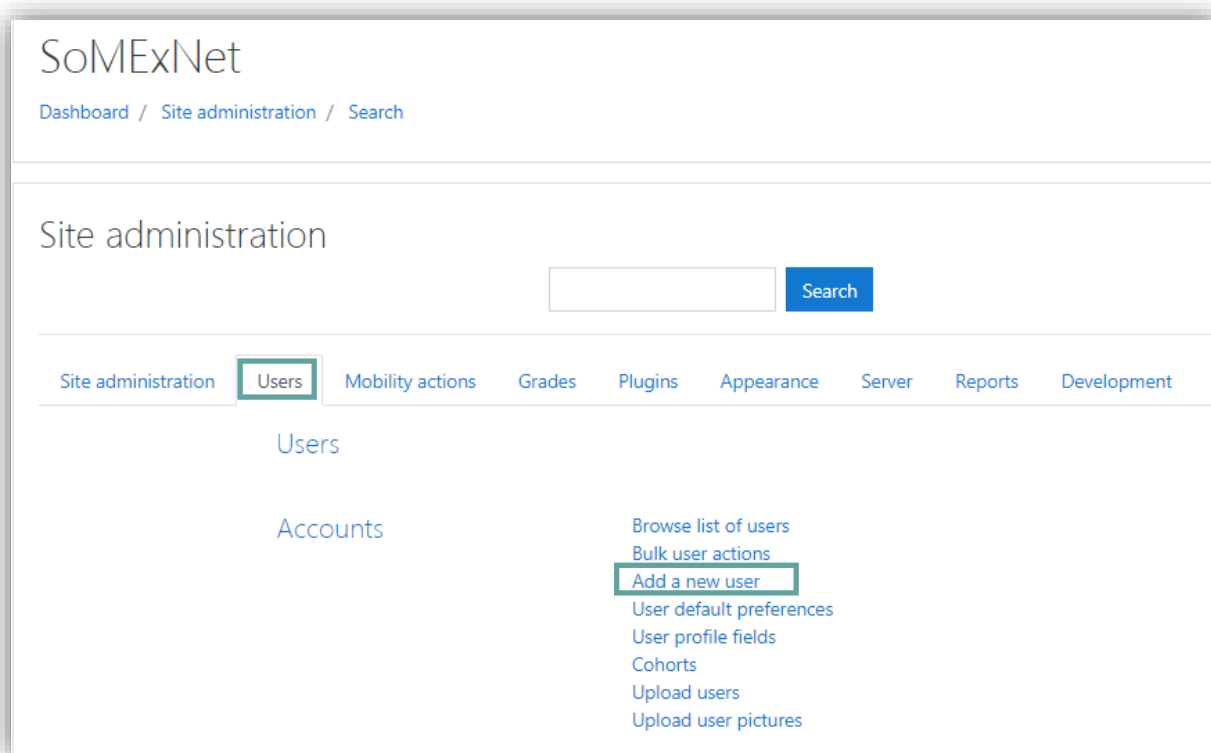 SoMExNet
Dashboard / Site administration / Search
Site administration
Search
Site administration Users Mobility actions Grades Plugins Appearance Server Reports Development
Users
Accounts
Browse list of users
Bulk user actions
Add a new user
User default preferences
User profile fields
Cohorts
Upload users
Upload user pictures